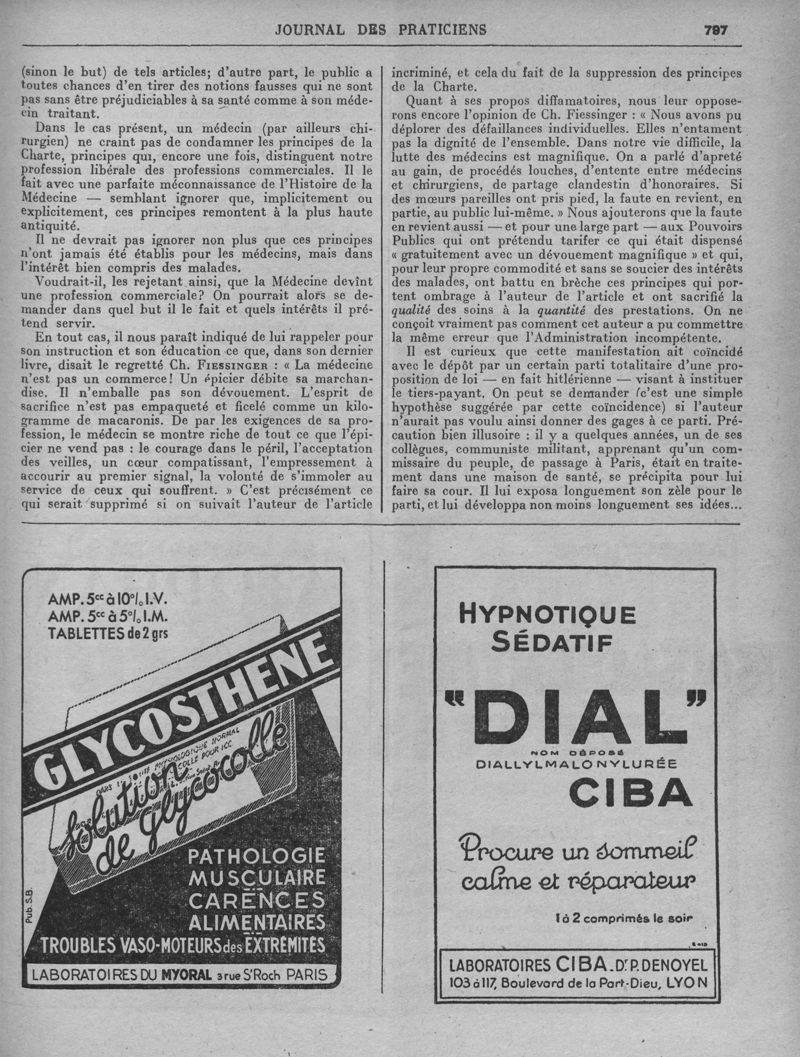 JOURNAL DES PRATICIENS 797
(sinon le but) de tels articles; d'autre part, le public a
toutes chances d'en tirer des notions fausses qui ne sont
pas sans être préjudiciables à sa santé comme à son méde-
cin traitant.
Dans le cas présent, un médecin (par ailleurs chi-
rurgien) ne craint pas de condamner les principes de la
Charte, principes qui, encore une fois, distinguent notre
profession libérale des professions commerciales. Il le
fait avec une parfaite méconnaissance de l'Histoire de la
Médecine — semblant ignorer que, implicitement ou
explicitement, ces principes remontent à la plus haute
antiquité.
Il ne devrait pas ignorer non plus que ces principes
n'ont jamais été établis pour les médecins, mais dans
l'intérêt bien compris des malades.
Voudrait-il, les rejetant ainsi, que la Médecine devînt
une profession commerciale? On pourrait alors se de-
mander dans quel but il le fait et quels intérêts il pré-
tend servir.
En tout cas, il nous paraît indiqué de lui rappeler pour
son instruction et son éducation ce que, dans son dernier
livre, disait le regretté Ch. FIESSINGER : « La médecine
n'est pas un commerce! Un épicier débite sa marchan-
dise. Il n'emballe pas son dévouement. L'esprit de
sacrifice n'est pas empaqueté et ficelé comme un kilo-
gramme de macaronis. De par les exigences de sa pro-
fession, le médecin se montre riche de tout ce que l'épi-
cier ne vend pas : le courage dans le péril, l'acceptation
des veilles, un cœur compatissant, l'empressement à
accourir au premier signal, la volonté de s'immoler au
service de ceux qui souffrent. » C'est précisément ce
qui serait supprimé si on suivait l'auteur de l'article
incriminé, et cela du fait de la suppression des principes
de la Charte.
Quant à ses propos diffamatoires, nous leur oppose-
rons encore l'opinion de Ch. Fiessinger : « Nous avons pu
déplorer des défaillances individuelles. Elles n'entament
pas la dignité de l'ensemble. Dans notre vie difficile, la
lutte des médecins est magnifique. On a parlé d'apreté
au gain, de procédés louches, d'entente entre médecins
et chirurgiens, de partage clandestin d'honoraires. Si
des mœurs pareilles ont pris pied, la faute en revient, en
partie, au public lui-même. » Nous ajouterons que la faute
en revient aussi — et pour une large part — aux Pouvoirs
Publics qui ont prétendu tarifer ce qui était dispensé
« gratuitement avec un dévouement magnifique » et qui,
pour leur propre commodité et sans se soucier des intérêts
des malades, ont battu en brèche ces principes qui por-
tent ombrage à l'auteur de l'article et ont sacrifié la
qualité des soins à la quantité des prestations. On ne
conçoit vraiment pas comment cet auteur a pu commettre
la même erreur que l'Administration incompétente.
Il est curieux que cette manifestation ait coïncidé
avec le dépôt par un certain parti totalitaire d'une pro-
position de loi — en fait hitlérienne — visant à instituer
le tiers-payant. On peut se demander (c'est une simple
hypothèse suggérée par cette coïncidence) si l'auteur
n'aurait pas voulu ainsi donner des gages à ce parti. Pré-
caution bien illusoire : il y a quelques années, un de ses
collègues, communiste militant, apprenant qu'un com-
missaire du peuple, de passage à Paris, était en traite-
ment dans une maison de santé, se précipita pour lui
faire sa cour. Il lui exposa longuement son zèle pour le
parti, et lui développa non moins longuement ses idées...
AMP. 5cc à 10% I.V.
AMP. 5cc à 5% I.M.
TABLETTES de 2 grs
GLYCOSTHÈNE
Solution
de glycocolle
PATHOLOGIE
MUSCULAIRE
CARENCES
ALIMENTAIRES
TROUBLES VASO-MOTEURS des EXTRÉMITÉS
Pub. S.B.
LABORATOIRES DU MYORAL 3 rue St Roch PARIS
HYPNOTIQUE
SÉDATIF
"DIAL"
NOM DÉPOSÉ
DIALLYLMALONYLURÉE
CIBA
Procure un sommeil
calme et réparateur
1 à 2 comprimés le soir
LABORATOIRES CIBA. Dr. P. DENOYEL
103 à 117, Boulevard de la Part-Dieu, LYON